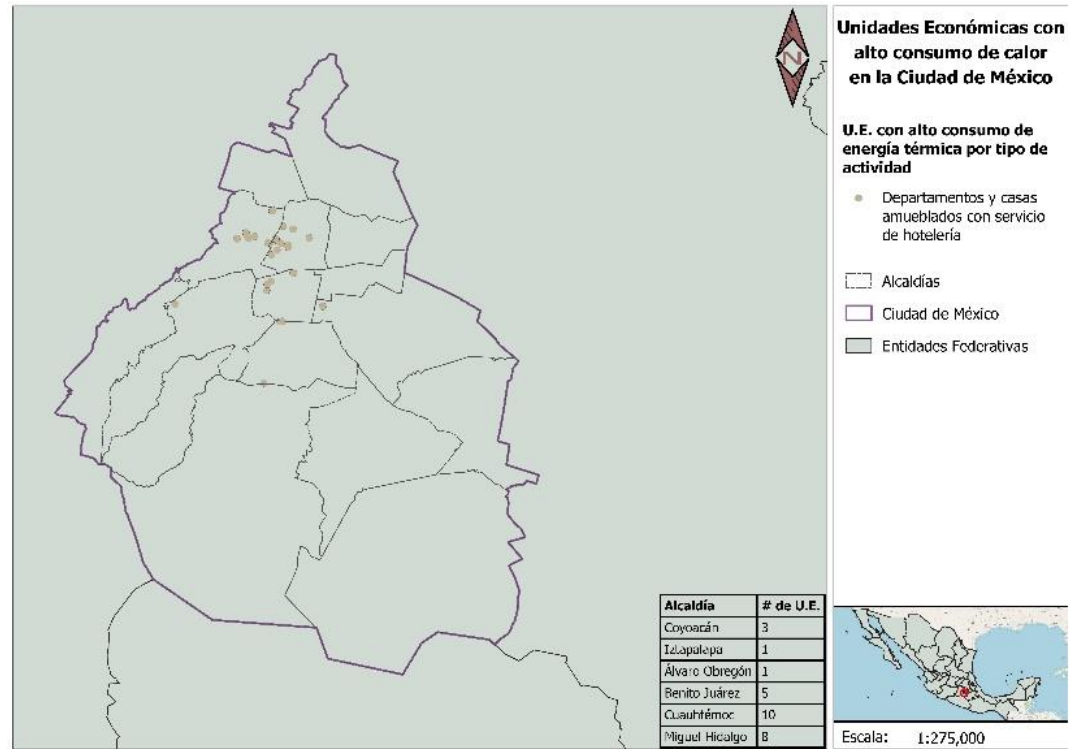 Unidades Económicas con
alto consumo de calor
en la Ciudad de México
U.E. con alto consumo de
energía térmica por tipo de
actividad
Departamentos y casas
amueblados con servicio
de hotelería
Alcaldías
Ciudad de México
Entidades Federativas
N
Alcaldía # de U.E.
Coyoacán 3
Iztapalapa 1
Álvaro Obregón 1
Benito Juárez 5
Cuauhtémoc 10
Miguel Hidalgo 8
Escala: 1:275,000